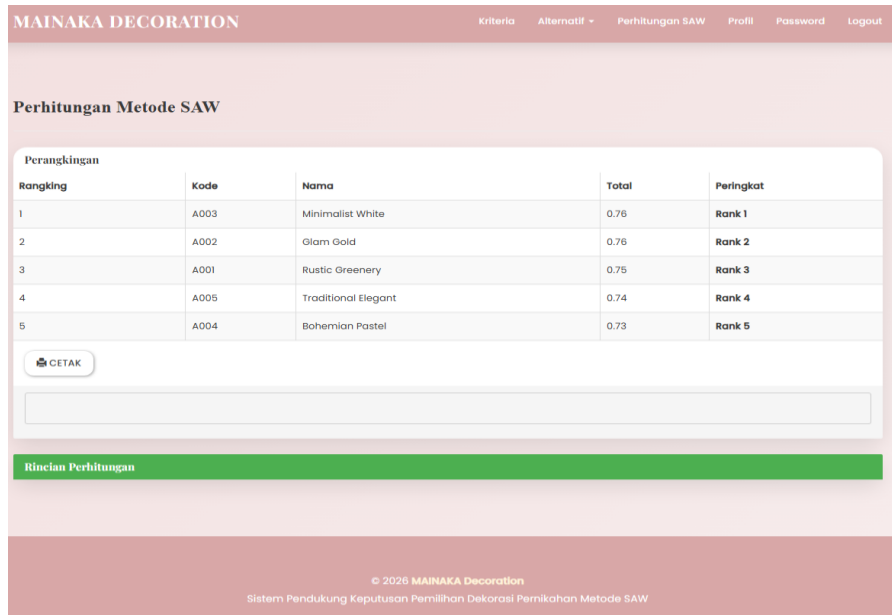 MAINAKA DECORATION Kriteria Alternatif Perhitungan SAW Profil Password Logout
Perhitungan Metode SAW
Perangkingan
Rangking Kode Nama Total Peringkat
1 A003 Minimalist White 0.76 Rank 1
2 A002 Glam Gold 0.76 Rank 2
3 A001 Rustic Greenery 0.75 Rank 3
4 A005 Traditional Elegant 0.74 Rank 4
5 A004 Bohemian Pastel 0.73 Rank 5
CETAK
Rincian Perhitungan
© 2026 MAINAKA Decoration
Sistem Pendukung Keputusan Pemilihan Dekorasi Pernikahan Metode SAW